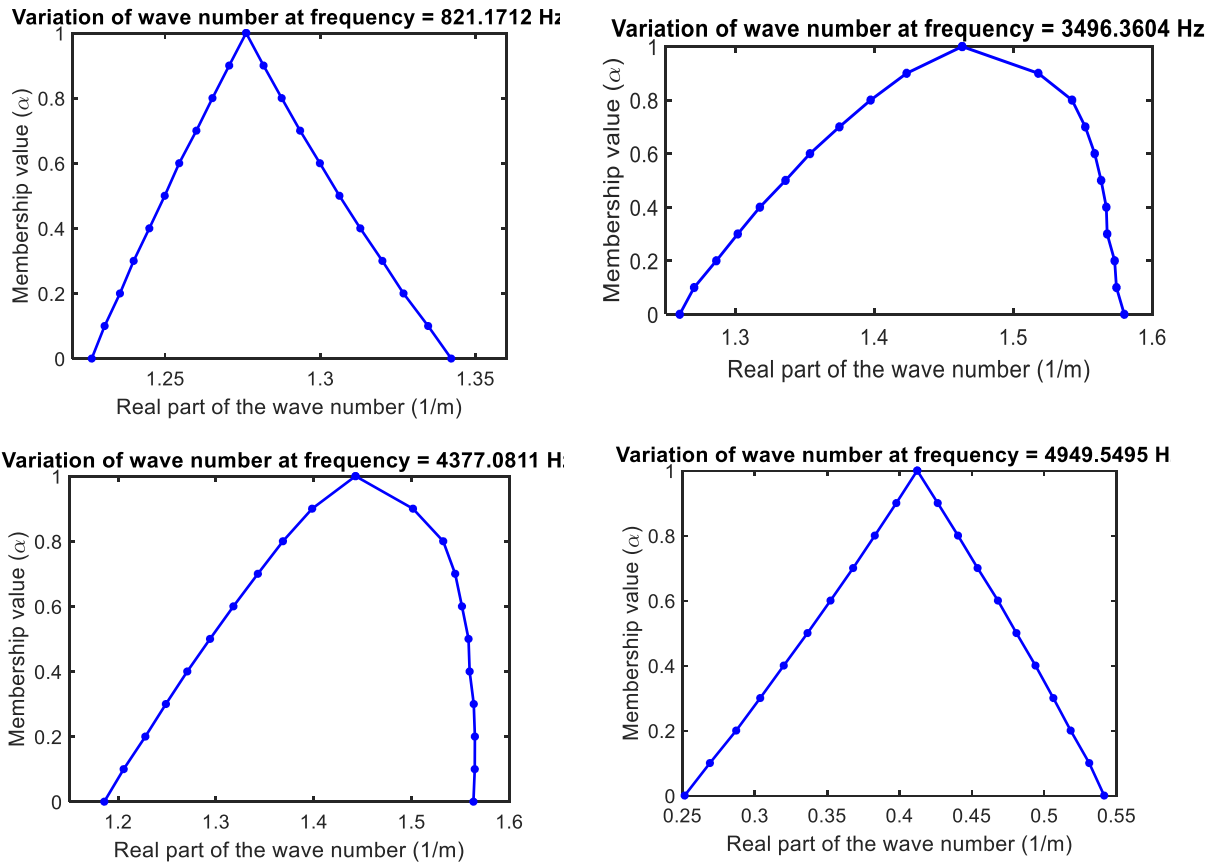 Variation of wave number at frequency = 821.1712 Hz
1
0.8
0.6
0.4
0.2
0
Membership value (α)
1.25 1.3 1.35
Real part of the wave number (1/m)
Variation of wave number at frequency = 3496.3604 Hz
1
0.8
0.6
0.4
0.2
0
Membership value (α)
1.3 1.4 1.5 1.6
Real part of the wave number (1/m)
Variation of wave number at frequency = 4377.0811 Hz
1
0.8
0.6
0.4
0.2
0
Membership value (α)
1.2 1.3 1.4 1.5 1.6
Real part of the wave number (1/m)
Variation of wave number at frequency = 4949.5495 H
1
0.8
0.6
0.4
0.2
0
Membership value (α)
0.25 0.3 0.35 0.4 0.45 0.5 0.55
Real part of the wave number (1/m)